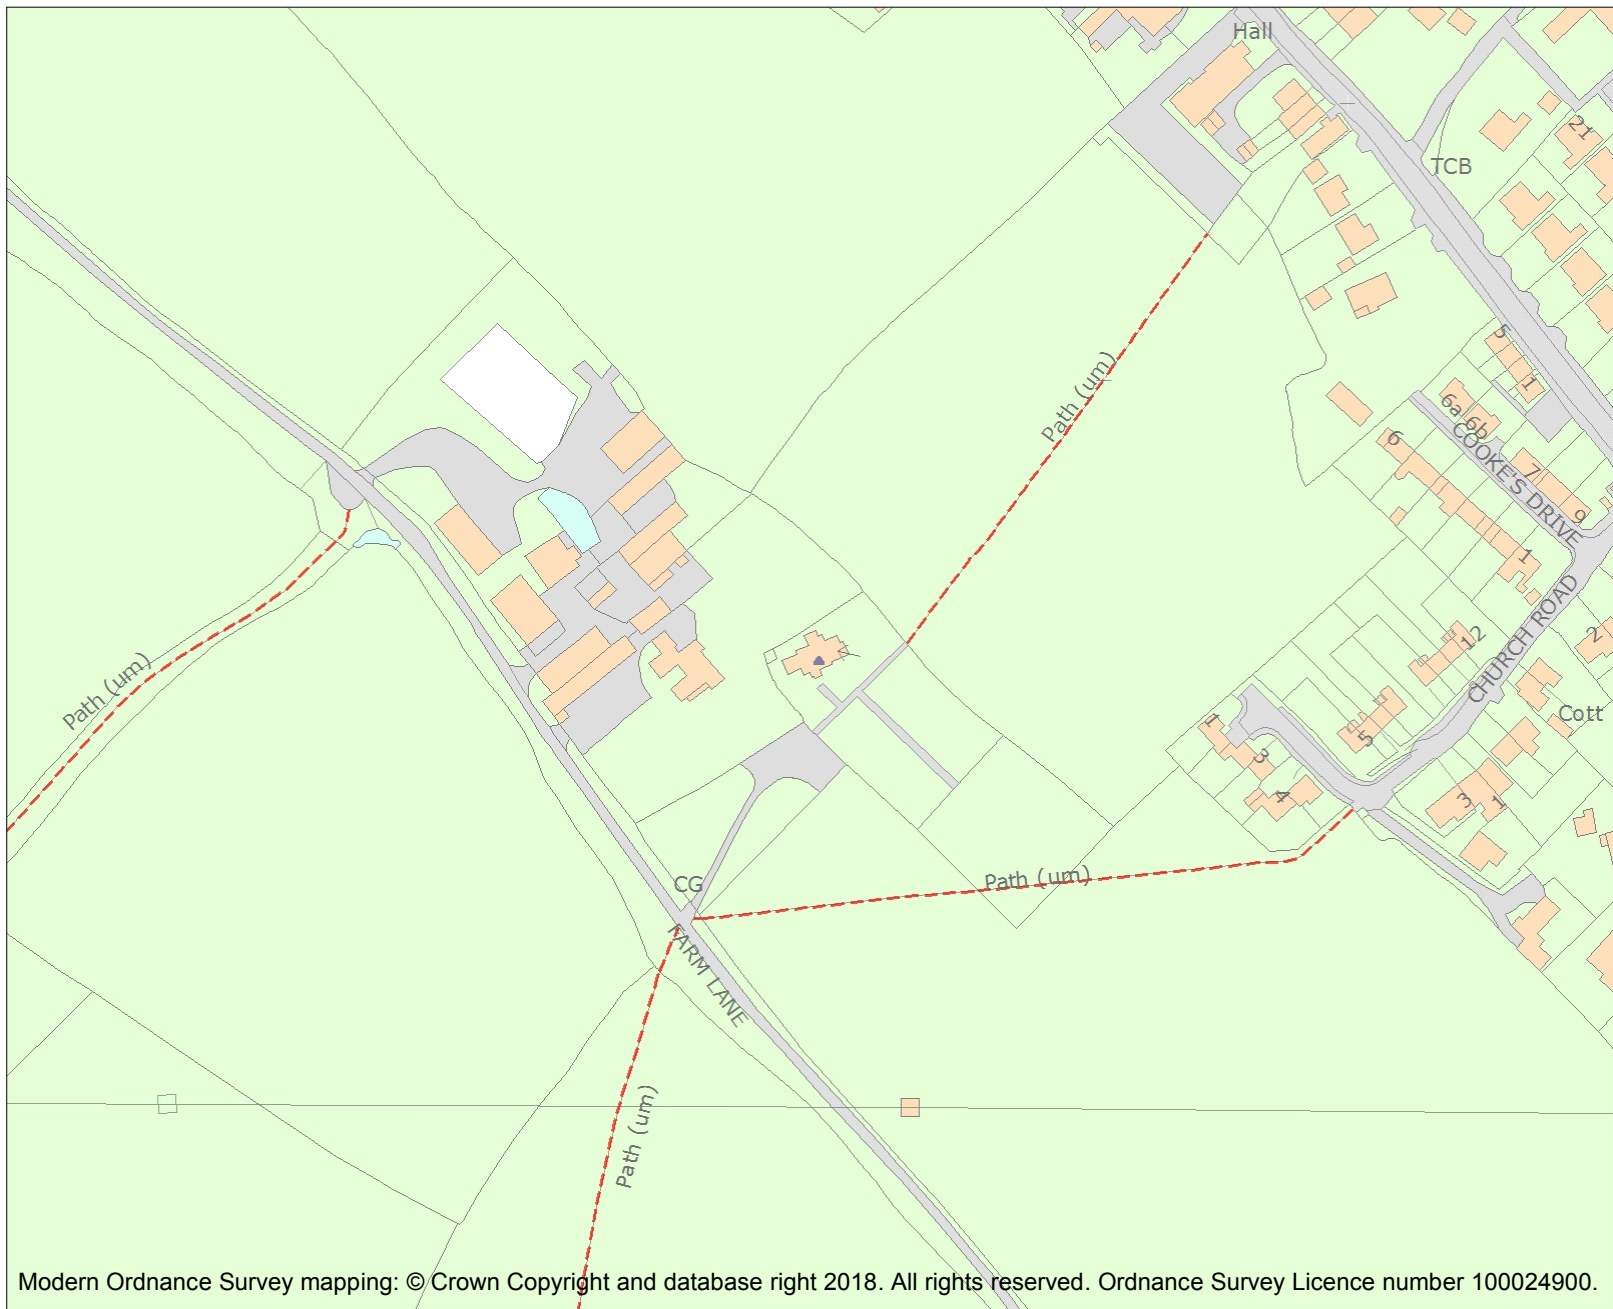 Hall
TCB
21
Path (um)
5
1
6a
6b
COOKE'S DRIVE
6
7
9
1
CHURCH ROAD
2
12
Path (um)
Cott
1
3
5
4
3
1
CG
Path (um)
FARM LANE
Path (um)
Modern Ordnance Survey mapping: © Crown Copyright and database right 2018. All rights reserved. Ordnance Survey Licence number 100024900.